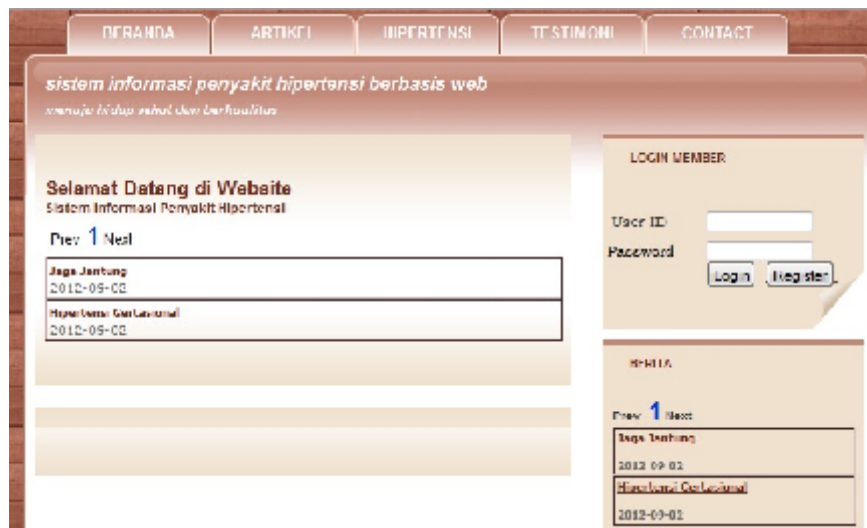 BERANDA ARTIKEL HIPERTENSI TESTIMONI CONTACT
sistem informasi penyakit hipertensi berbasis web
menuju hidup sehat dan berkualitas
Selamat Datang di Website
Sistem Informasi Penyakit Hipertensi
Prev 1 Next
Jaga Jantung
2012-09-02
Hipertensi Gertasional
2012-09-02
LOGIN MEMBER
User ID
Password
Login Register
BERITA
Prev 1 Next
Jaga Jantung
2012-09-02
Hipertensi Gertasional
2012-09-02